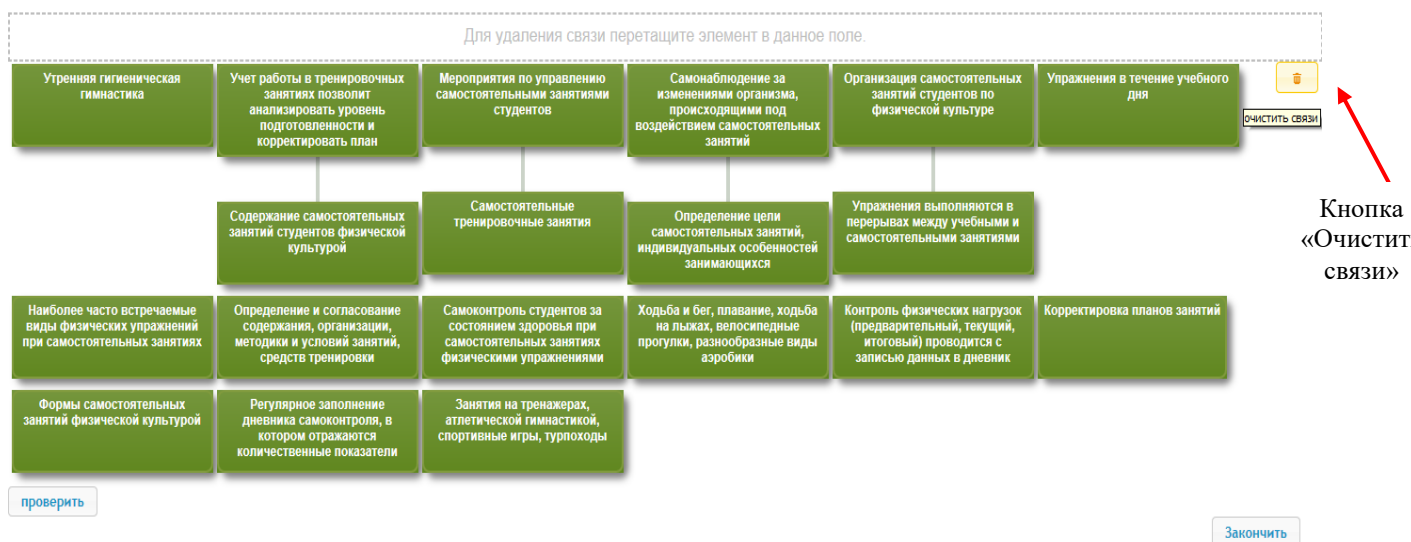 Для удаления связи перетащите элемент в данное поле.
Утренняя гигиеническая
гимнастика
Учет работы в тренировочных
занятиях позволит
анализировать уровень
подготовленности и
корректировать план
Мероприятия по управлению
самостоятельными занятиями
студентов
Самонаблюдение за
изменениями организма,
происходящими под
воздействием самостоятельных
занятий
Организация самостоятельных
занятий студентов по
физической культуре
Упражнения в течение учебного
дня
очистить связи
Кнопка
«Очистит
связи»
Содержание самостоятельных
занятий студентов физической
культурой
Самостоятельные
тренировочные занятия
Определение цели
самостоятельных занятий,
индивидуальных особенностей
занимающихся
Упражнения выполняются в
перерывах между учебными и
самостоятельными занятиями
Наиболее часто встречаемые
виды физических упражнений
при самостоятельных занятиях
Определение и согласование
содержания, организации,
методики и условий занятий,
средств тренировки
Самоконтроль студентов за
состоянием здоровья при
самостоятельных занятиях
физическими упражнениями
Ходьба и бег, плавание, ходьба
на лыжах, велосипедные
прогулки, разнообразные виды
аэробики
Контроль физических нагрузок
(предварительный, текущий,
итоговый) проводится с
записью данных в дневник
Корректировка планов занятий
Формы самостоятельных
занятий физической культурой
Регулярное заполнение
дневника самоконтроля, в
котором отражаются
количественные показатели
Занятия на тренажерах,
атлетической гимнастикой,
спортивные игры, турпоходы
проверить
Закончить